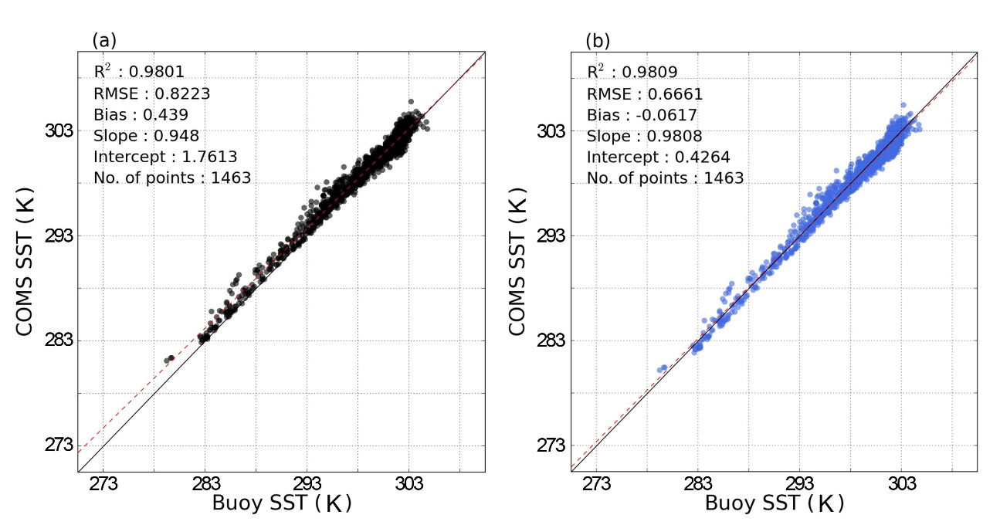 (a)
R² : 0.9801
RMSE : 0.8223
Bias : 0.439
Slope : 0.948
Intercept : 1.7613
No. of points : 1463
303
293
283
273
COMS SST (K)
273 283 293 303
Buoy SST (K)
(b)
R² : 0.9809
RMSE : 0.6661
Bias : -0.0617
Slope : 0.9808
Intercept : 0.4264
No. of points : 1463
303
293
283
273
COMS SST (K)
273 283 293 303
Buoy SST (K)